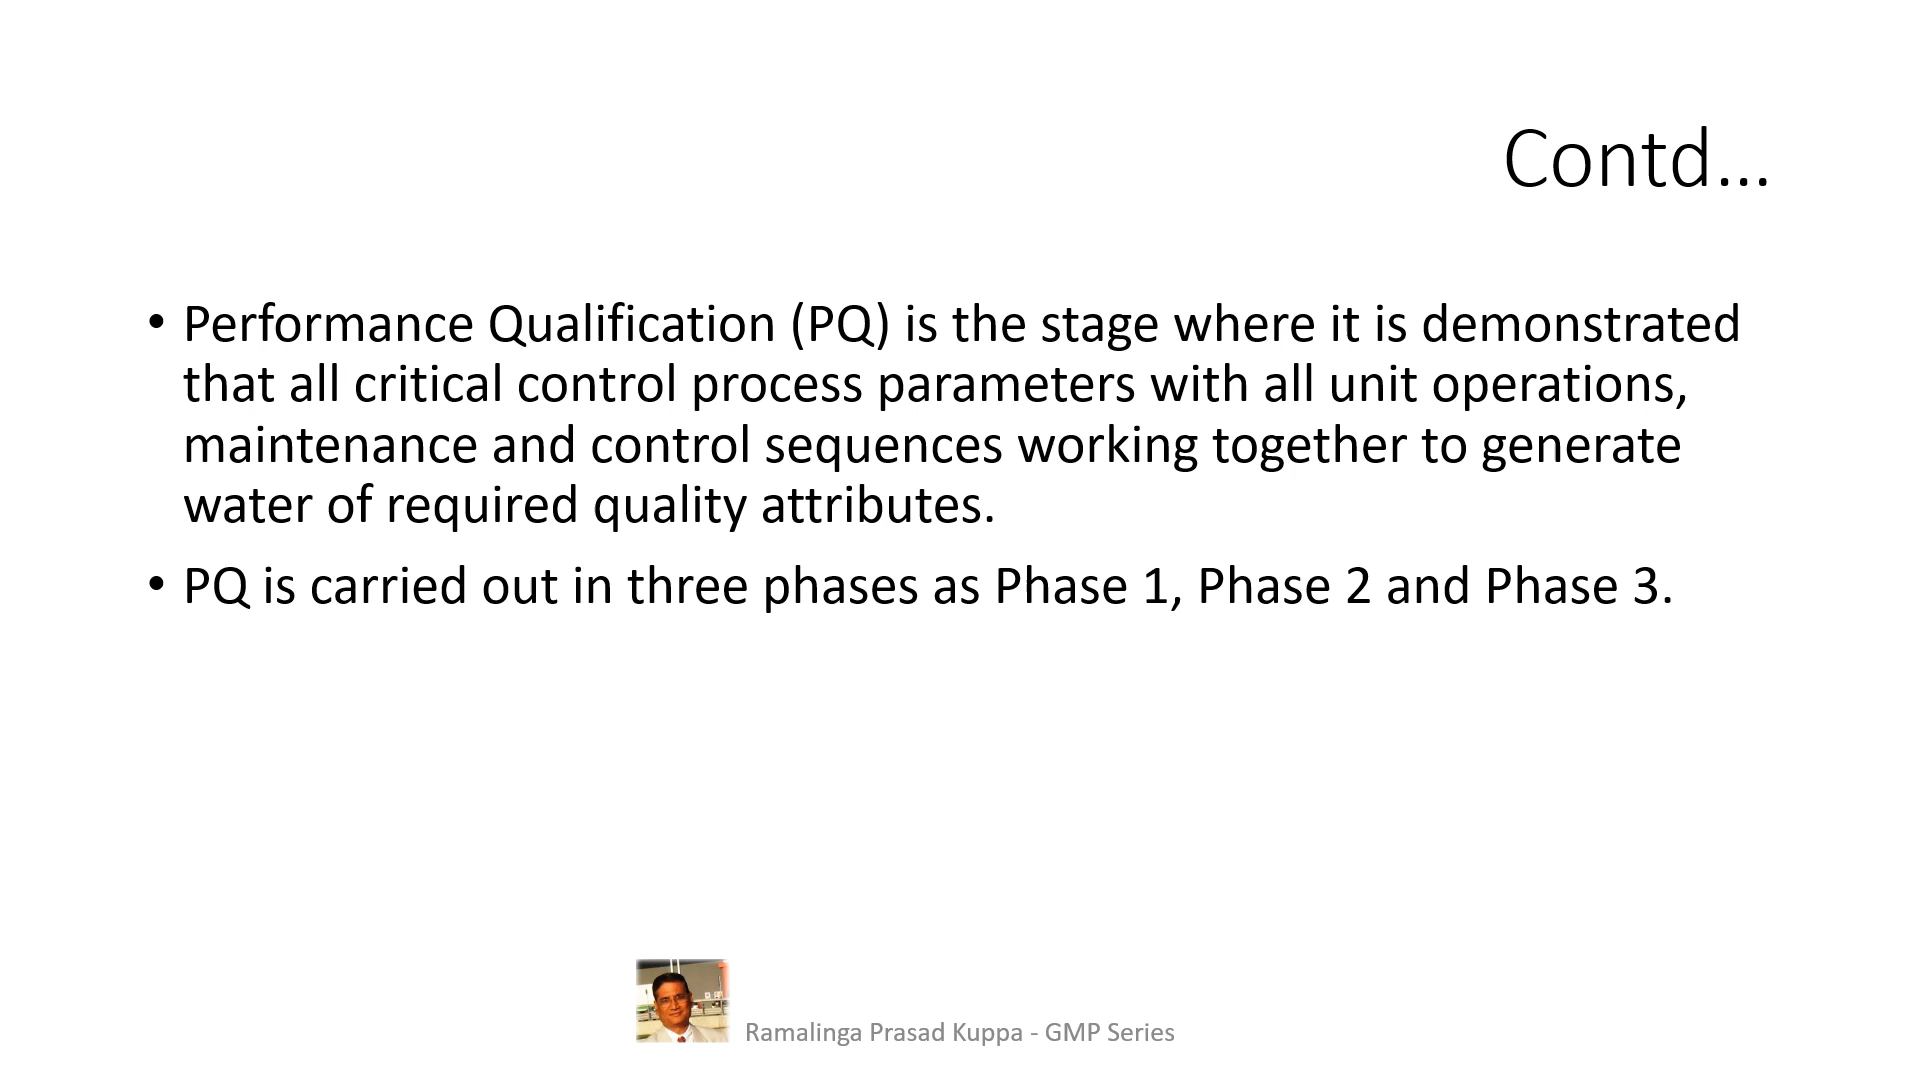 Contd...
• Performance Qualification (PQ) is the stage where it is demonstrated
that all critical control process parameters with all unit operations,
maintenance and control sequences working together to generate
water of required quality attributes.
• PQ is carried out in three phases as Phase 1, Phase 2 and Phase 3.
Ramalinga Prasad Kuppa - GMP Series